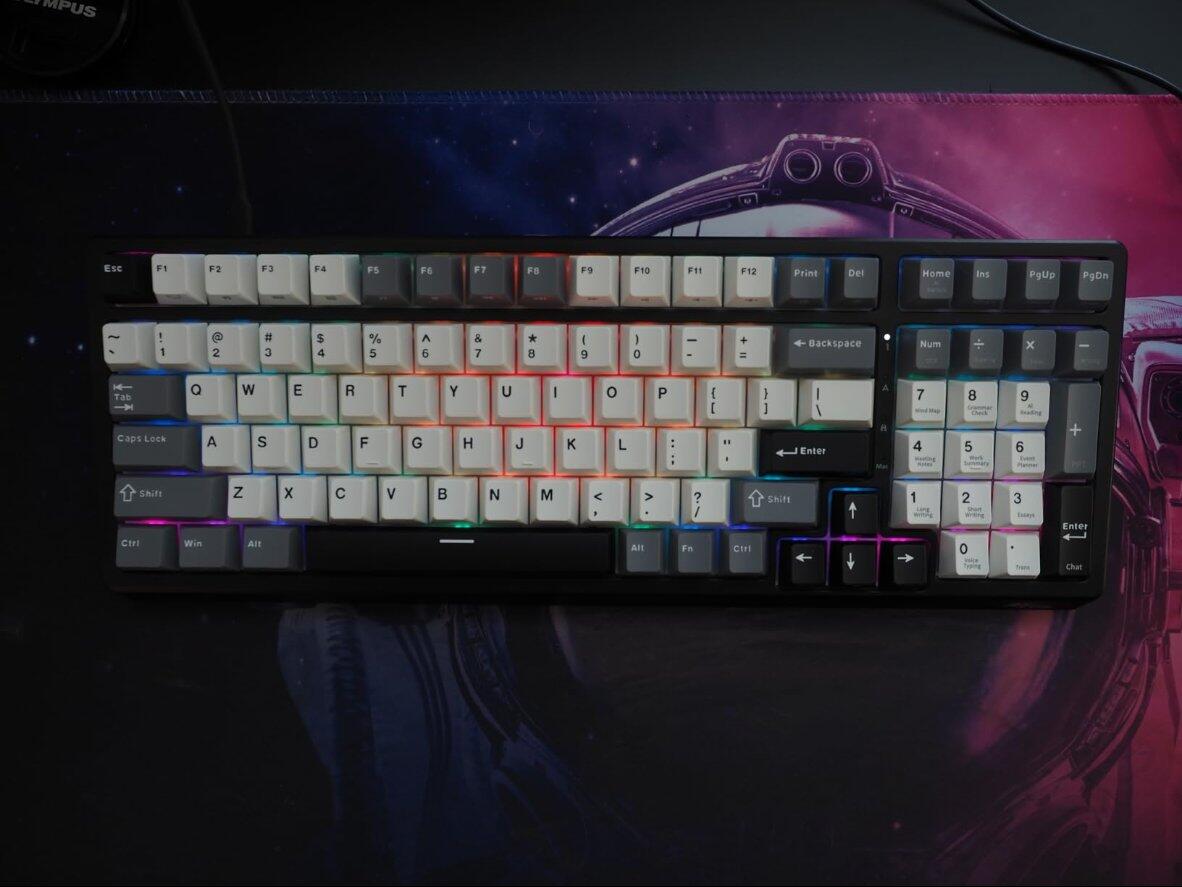 OLYMPUS
Esc F1 F2 F3 F4 F5 F6 F7 F8 F9 F10 F11 F12 Print Del Home Ins PgUp PgDn
~ ! @ # $ % ^ & * ( ) - +
` 1 2 3 4 5 6 7 8 9 0 - = ← Backspace Num ÷ × −
Tab Q W E R T Y U I O P { } | 7 8 9 +
[ ] \ Mind Map Grammar Check AI Reading PPT
Caps Lock A S D F G H J K L : " ← Enter 4 5 6
; ' Meeting Notes Work Summary Event Planner
Mac
⇧ Shift Z X C V B N M < > ? ⇧ Shift ↑ 1 2 3 Enter
, . / Long Writing Short Writing Essays
Ctrl Win Alt Alt Fn Ctrl ← ↓ → 0 . Chat
Voice Typing Trans